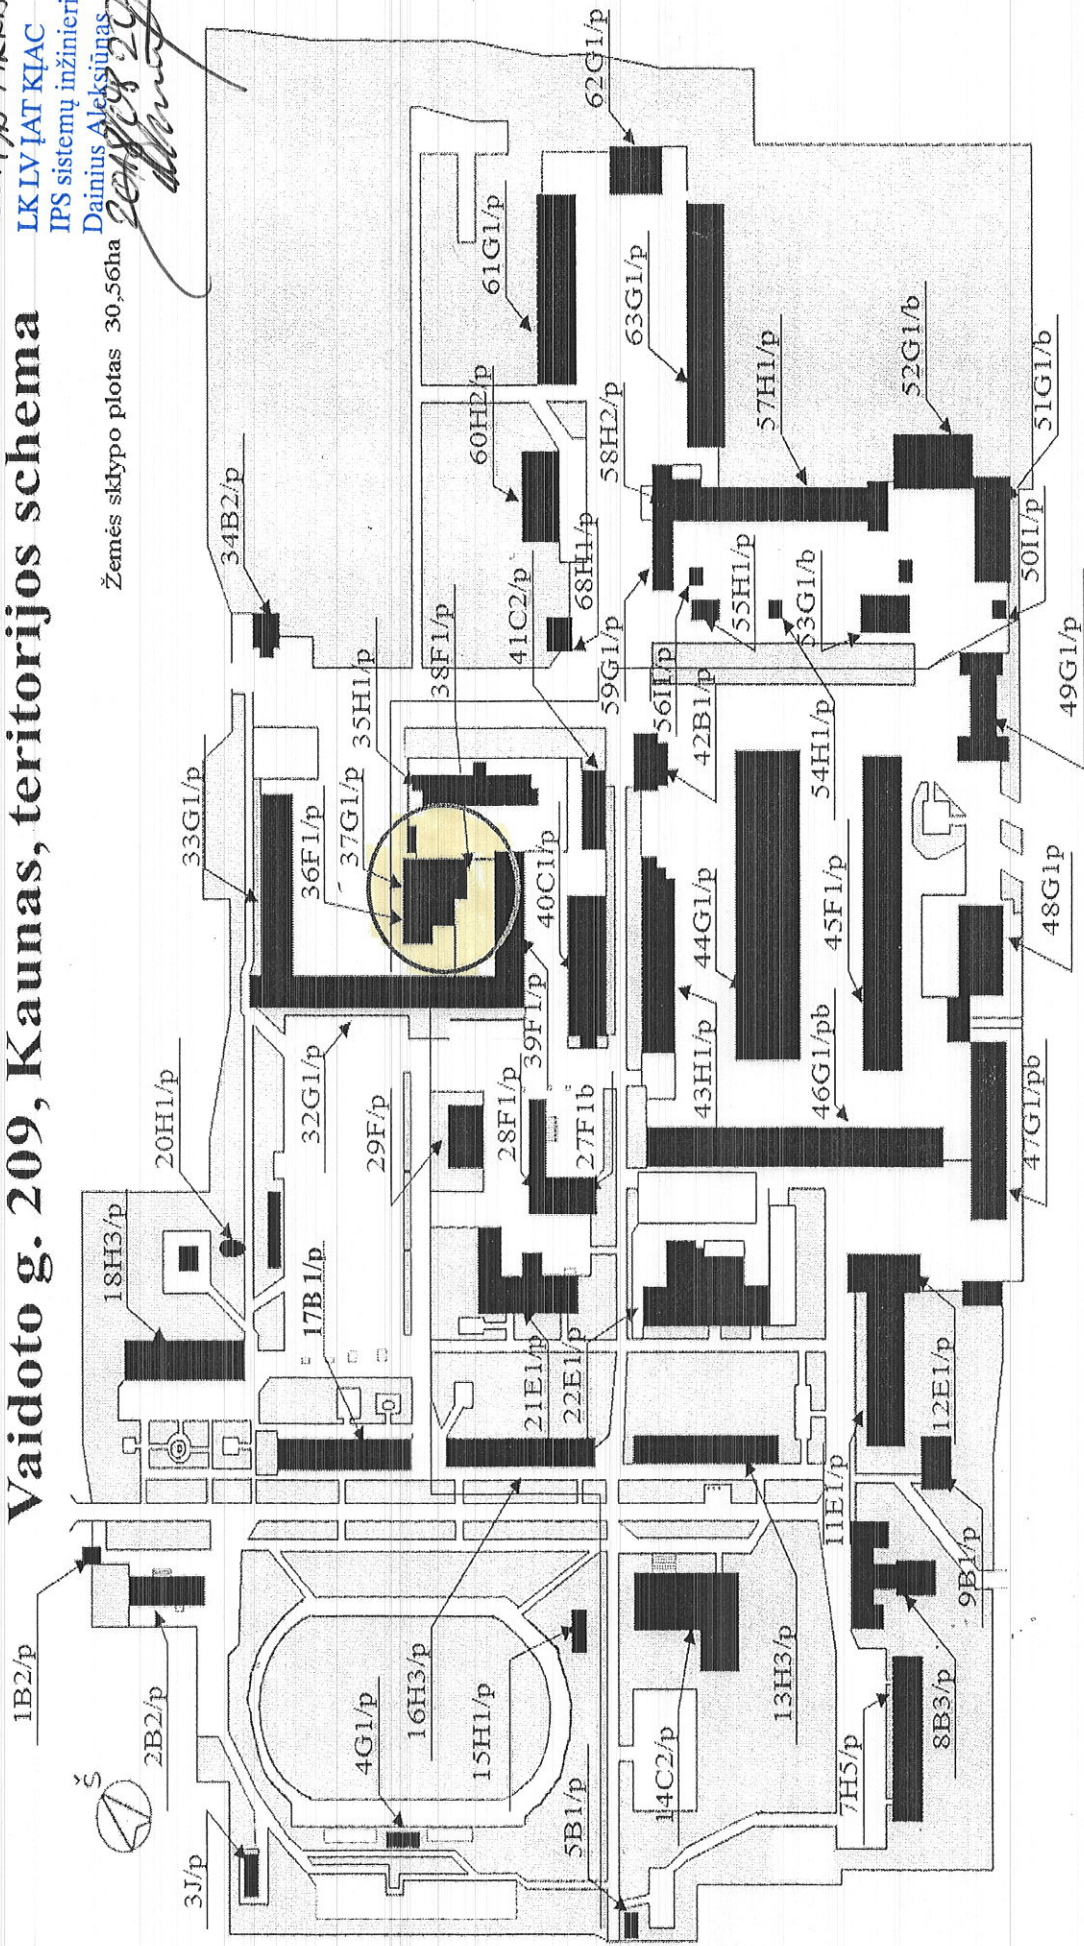 Vaidoto g. 209, Kaunas, teritorijos schema
LK LV ĮAT KĮAC
IPS sistemų inžinieri
Dainius Aleksiūnas
Žemės sklypo plotas 30,56ha
Š
1B2/p
2B2/p
3J/p
4G1/p
5B1/p
7H5/p
8B3/p
9B1/p
11E1/p
12E1/p
13H3/p
14C2/p
15H1/p
16H3/p
17B1/p
18H3/p
20H1/p
21E1/p
22E1/p
27F1b
28F1/p
29F/p
32G1/p
33G1/p
34B2/p
35H1/p
36F1/p
37G1/p
38F1/p
39F1/p
40C1/p
41C2/p
42B1/p
43H1/p
44G1/p
45F1/p
46G1/pb
47G1/pb
48G1p
49G1/p
50I1/p
51G1/b
52G1/b
53G1/b
54H1/p
55H1/p
56I1/p
57H1/p
58H2/p
59G1/p
60H2/p
61G1/p
62G1/p
63G1/p
68H1/p